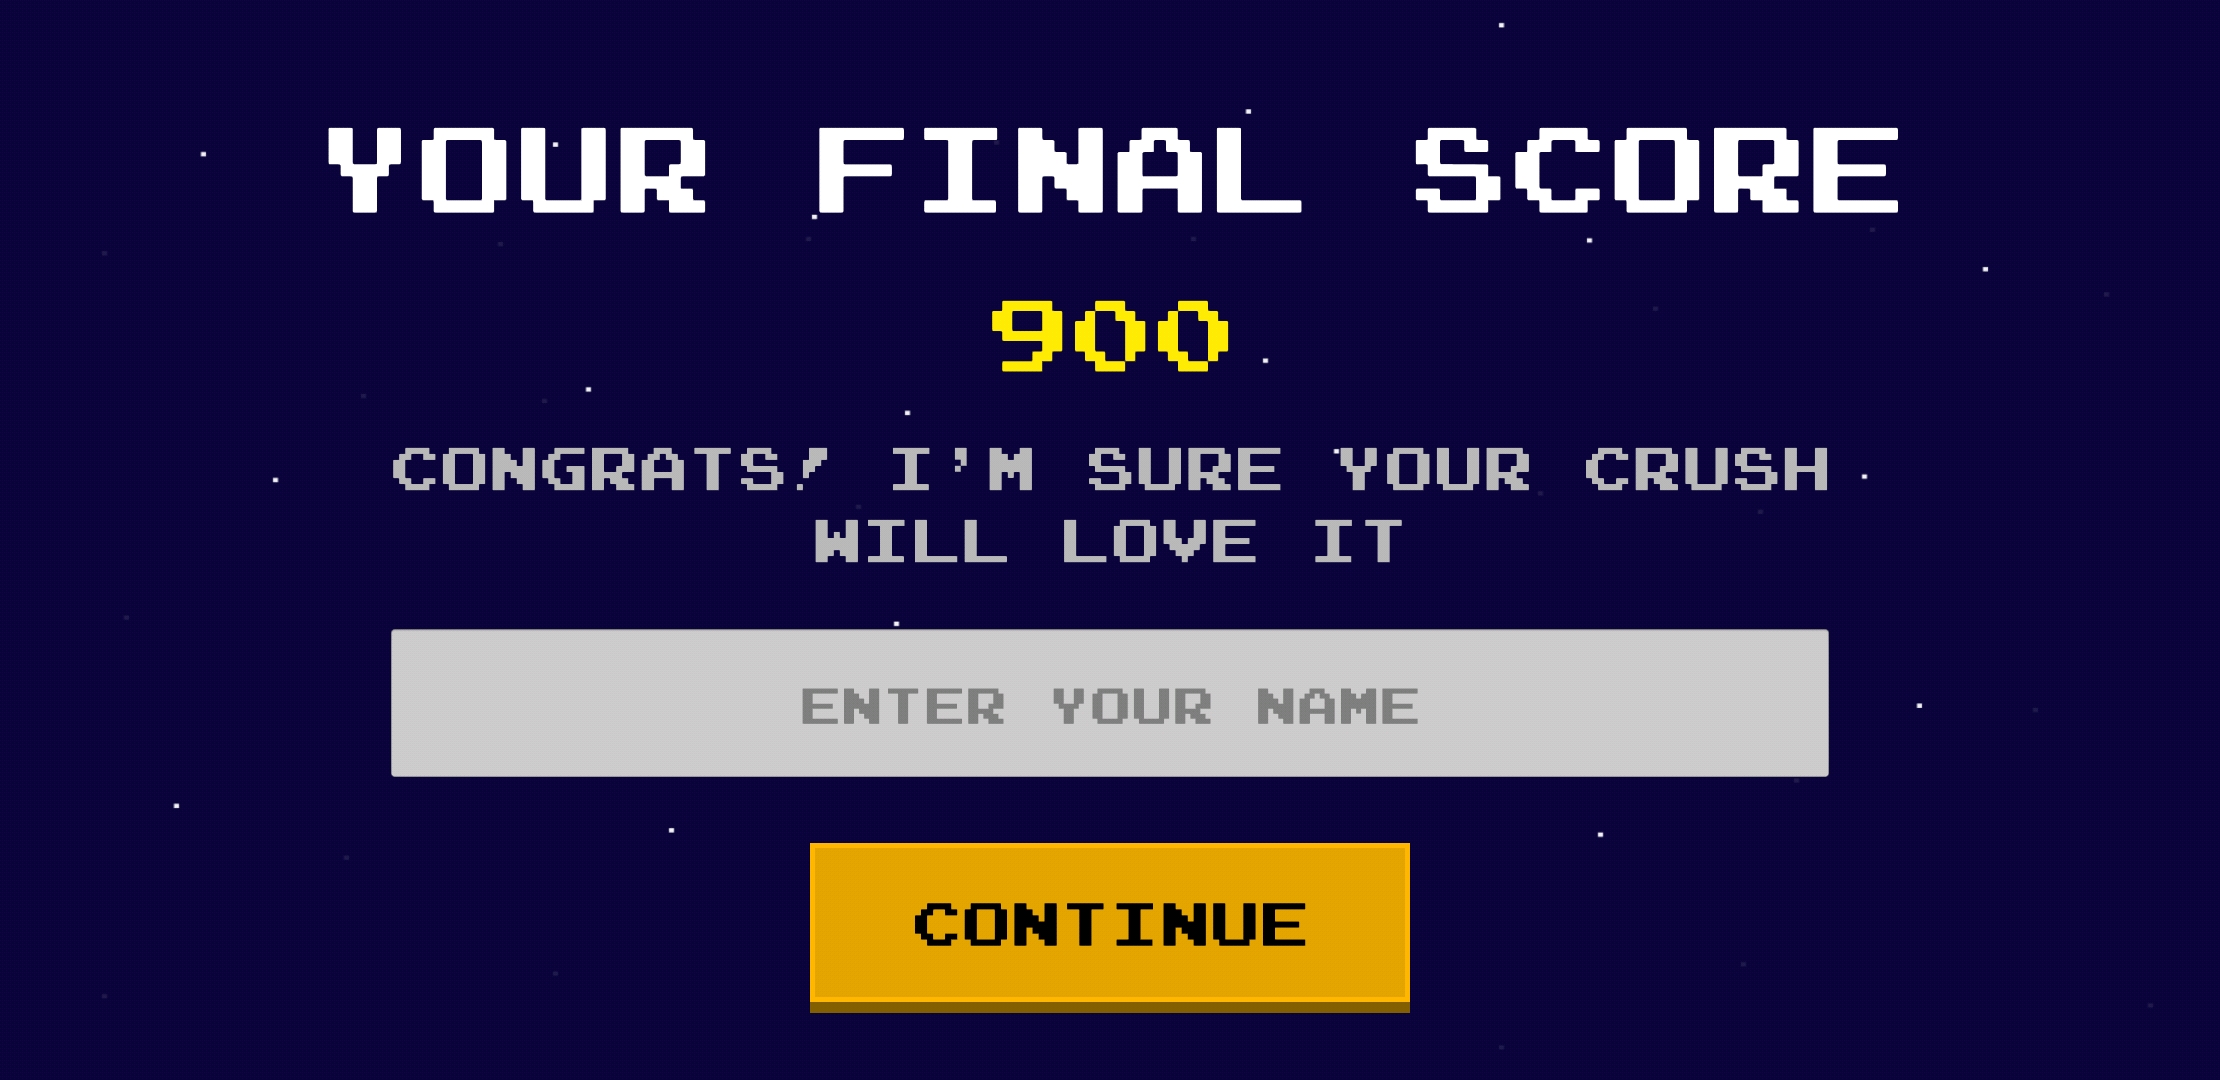 YOUR FINAL SCORE
900
CONGRATS! I'M SURE YOUR CRUSH
WILL LOVE IT
ENTER YOUR NAME
CONTINUE